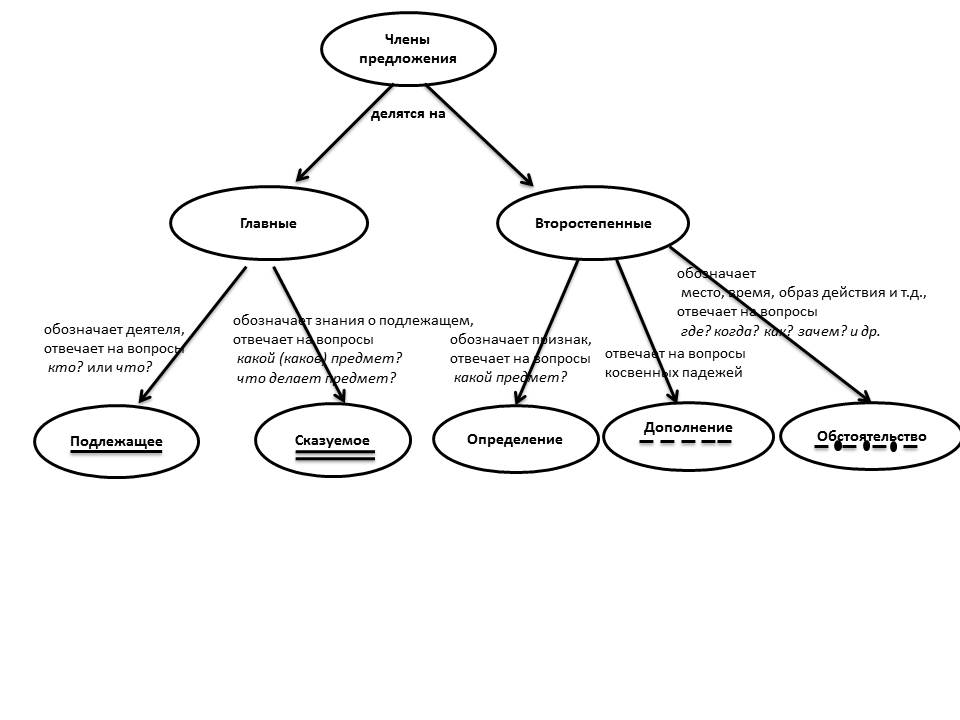 Члены
предложения
делятся на
Главные
Второстепенные
обозначает деятеля,
отвечает на вопросы
кто? или что?
обозначает знания о подлежащем,
отвечает на вопросы
какой (каков) предмет?
что делает предмет?
обозначает признак,
отвечает на вопросы
какой предмет?
отвечает на вопросы
косвенных падежей
обозначает
место, время, образ действия и т.д.,
отвечает на вопросы
где? когда? как? зачем? и др.
Подлежащее
Сказуемое
Определение
Дополнение
Обстоятельство